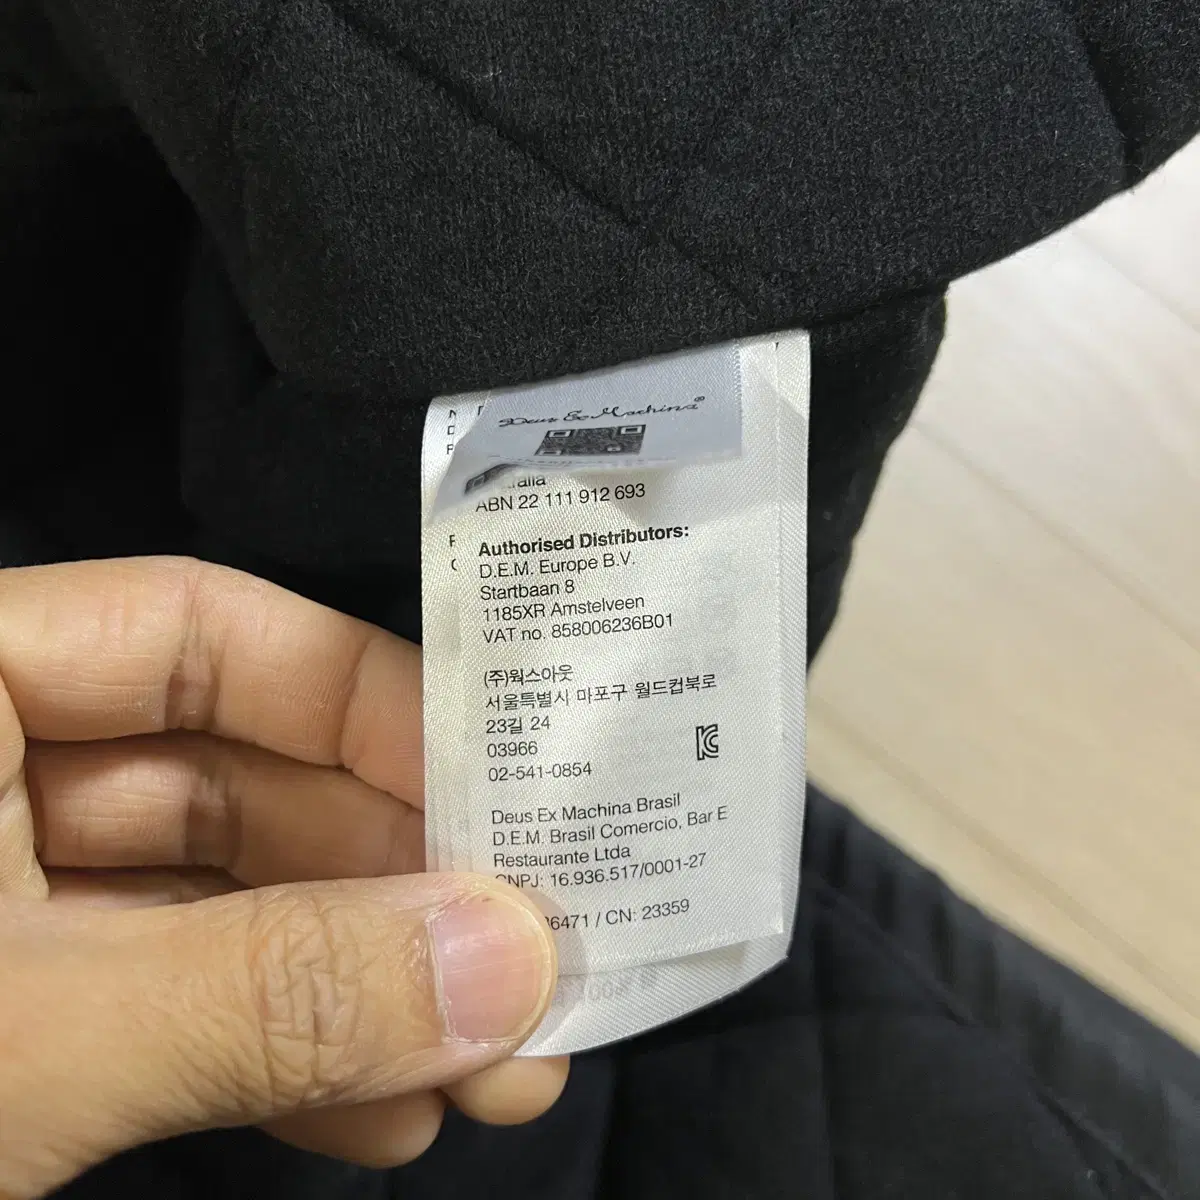 Deus Ex Machina®
ABN 22 111 912 693
Authorised Distributors:
D.E.M. Europe B.V.
Startbaan 8
1185XR Amstelveen
VAT no. 858006236B01
(주)웍스아웃
서울특별시 마포구 월드컵북로
23길 24
03966
02-541-0854
Deus Ex Machina Brasil
D.E.M. Brasil Comercio, Bar E
Restaurante Ltda
CNPJ: 16.936.517/0001-27
/ CN: 23359